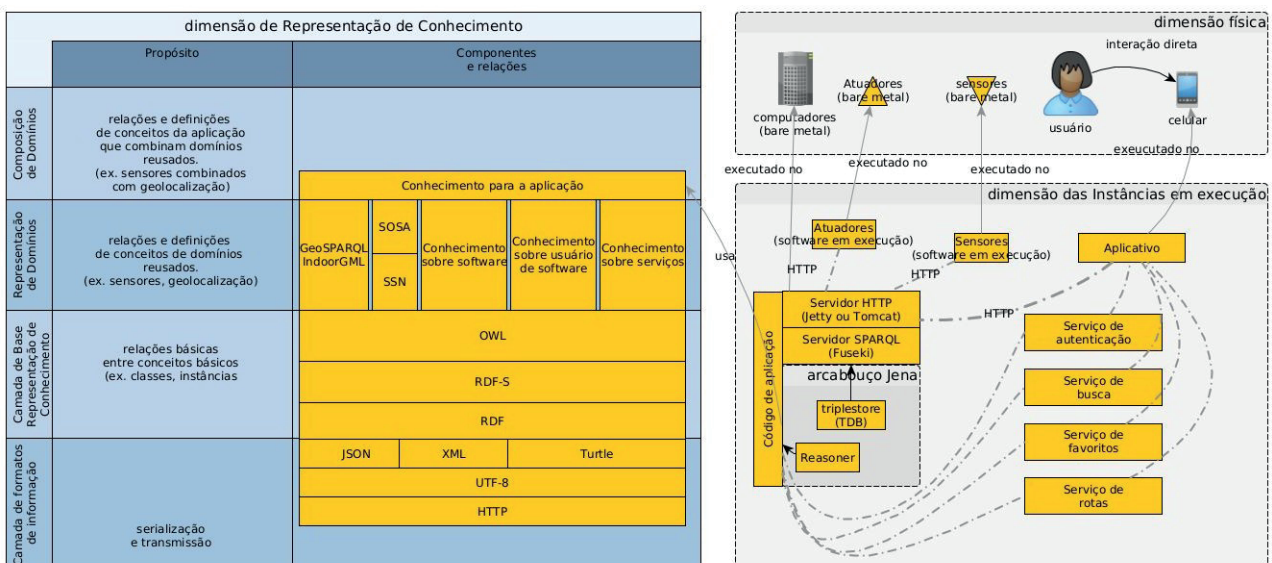 dimensão de Representação de Conhecimento
Propósito
Componentes
e relações
Composição
de Domínios
relações e definições
de conceitos da aplicação
que combinam domínios
reusados.
(ex. sensores combinados
com geolocalização)
Conhecimento para a aplicação
Representação
de Domínios
relações e definições
de conceitos de domínios
reusados.
(ex. sensores, geolocalização)
GeoSPARQL
IndoorGML
SOSA
SSN
Conhecimento
sobre software
Conhecimento
sobre usuário
de software
Conhecimento
sobre serviços
Camada de Base
Representação de
Conhecimento
relações básicas
entre conceitos básicos
(ex. classes, instâncias
OWL
RDF-S
RDF
Camada de formatos
de informação
serialização
e transmissão
JSON
XML
Turtle
UTF-8
HTTP
dimensão física
interação direta
computadores
(bare metal)
Atuadores
(bare metal)
sensores
(bare metal)
usuário
celular
executado no
executado no
executado no
exeucutado no
dimensão das Instâncias em execução
usa
Atuadores
(software em execução)
Sensores
(software em execução)
Aplicativo
HTTP
HTTP
HTTP
Código de aplicação
Servidor HTTP
(Jetty ou Tomcat)
Servidor SPARQL
(Fuseki)
arcabouço Jena
triplestore
(TDB)
Reasoner
Serviço de
autenticação
Serviço de
busca
Serviço de
favoritos
Serviço de
rotas